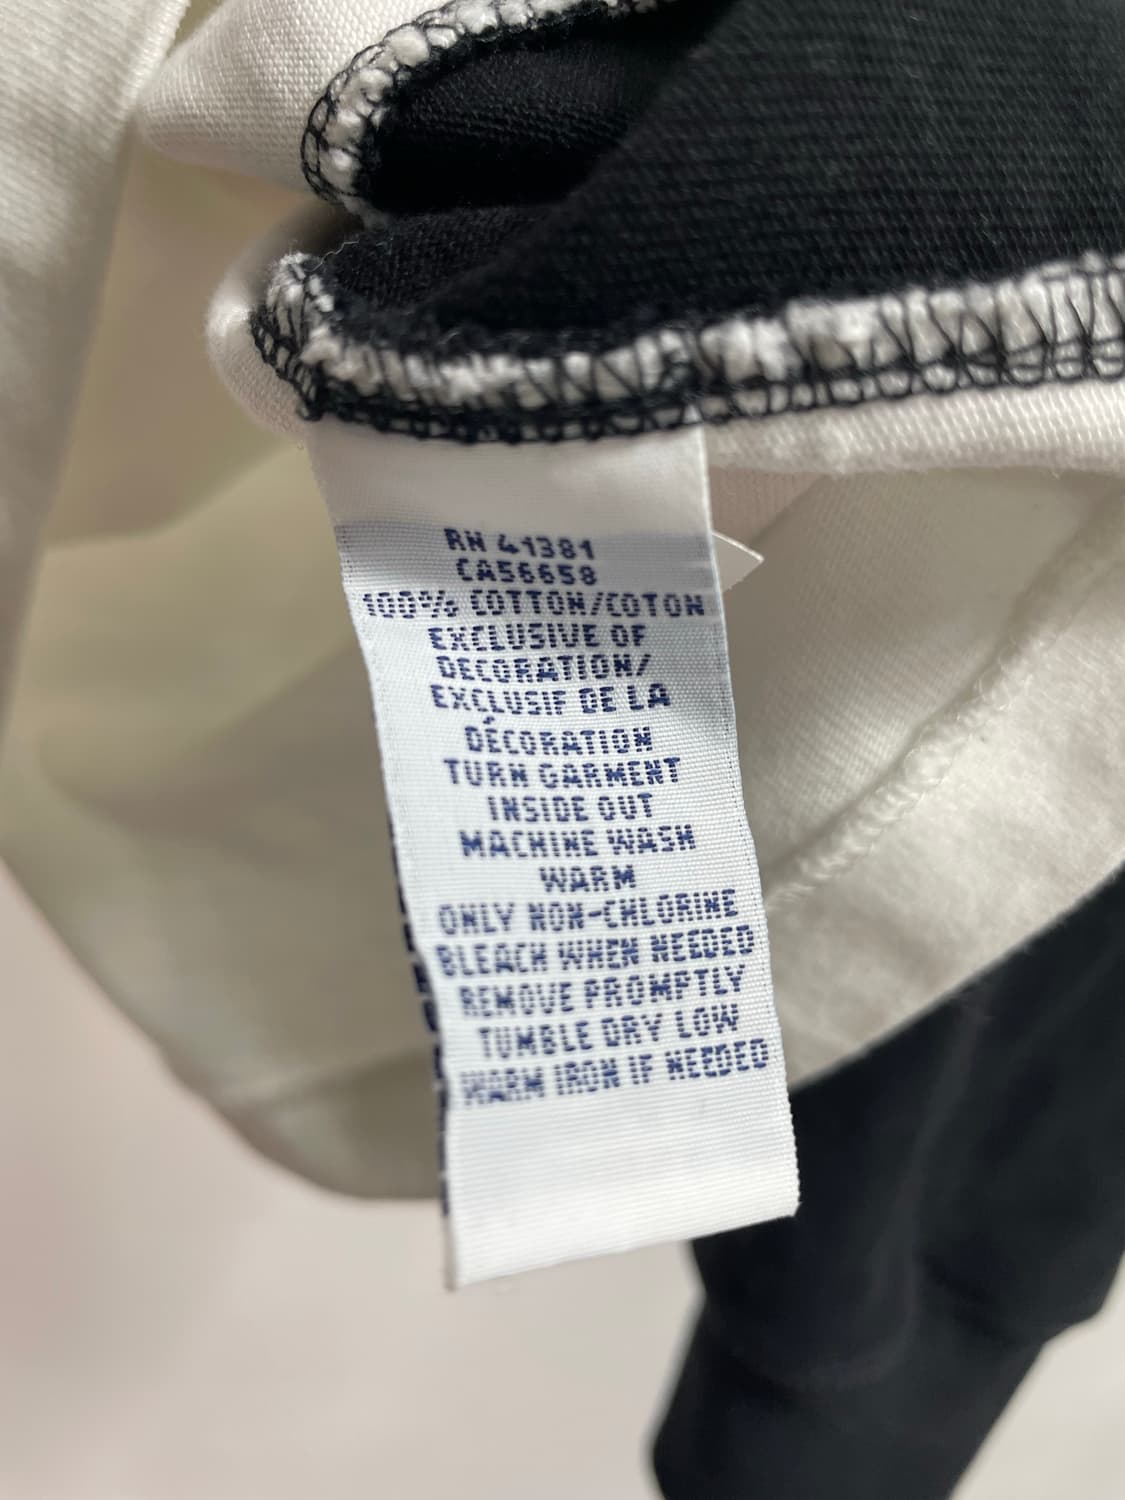 RN 41381
CA56658
100% COTTON/COTON
EXCLUSIVE OF
DECORATION/
EXCLUSIF DE LA
DÉCORATION
TURN GARMENT
INSIDE OUT
MACHINE WASH
WARM
ONLY NON-CHLORINE
BLEACH WHEN NEEDED
REMOVE PROMPTLY
TUMBLE DRY LOW
WARM IRON IF NEEDED